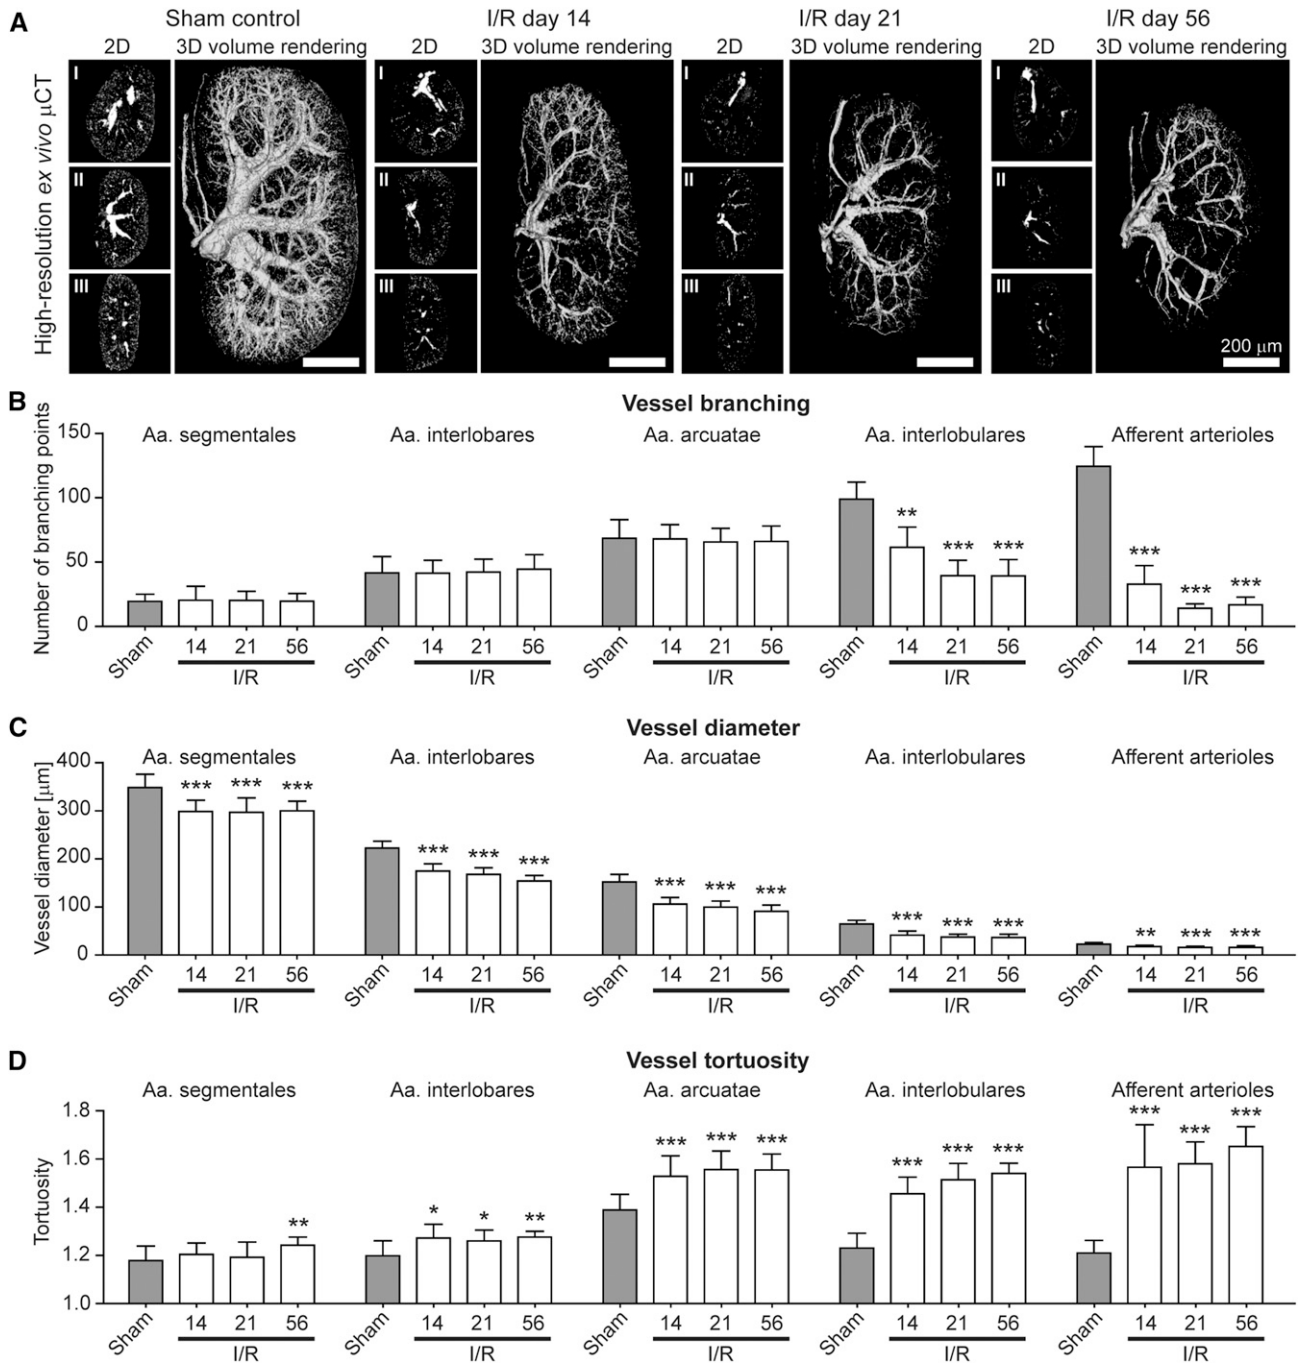 A
Sham control
I/R day 14
I/R day 21
I/R day 56
2D
3D volume rendering
2D
3D volume rendering
2D
3D volume rendering
2D
3D volume rendering
High-resolution ex vivo μCT
I
II
III
I
II
III
I
II
III
I
II
III
200 μm
B
Vessel branching
Number of branching points
Aa. segmentales
Aa. interlobares
Aa. arcuatae
Aa. interlobulares
Afferent arterioles
150
100
50
0
** *** ***
*** *** ***
Sham 14 21 56
Sham 14 21 56
Sham 14 21 56
Sham 14 21 56
Sham 14 21 56
I/R
I/R
I/R
I/R
I/R
C
Vessel diameter
Vessel diameter [μm]
Aa. segmentales
Aa. interlobares
Aa. arcuatae
Aa. interlobulares
Afferent arterioles
400
300
200
100
0
*** *** ***
*** *** ***
*** *** ***
*** *** ***
** *** ***
Sham 14 21 56
Sham 14 21 56
Sham 14 21 56
Sham 14 21 56
Sham 14 21 56
I/R
I/R
I/R
I/R
I/R
D
Vessel tortuosity
Tortuosity
Aa. segmentales
Aa. interlobares
Aa. arcuatae
Aa. interlobulares
Afferent arterioles
1.8
1.6
1.4
1.2
1.0
**
* * **
*** *** ***
*** *** ***
*** *** ***
Sham 14 21 56
Sham 14 21 56
Sham 14 21 56
Sham 14 21 56
Sham 14 21 56
I/R
I/R
I/R
I/R
I/R